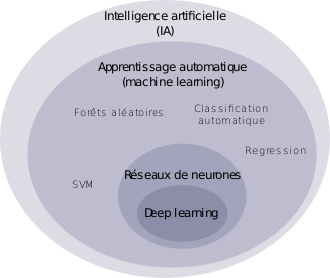 Intelligence artificielle
(IA)
Apprentissage automatique
(machine learning)
Forêts aléatoires
Classification
automatique
Regression
Réseaux de neurones
SVM
Deep learning